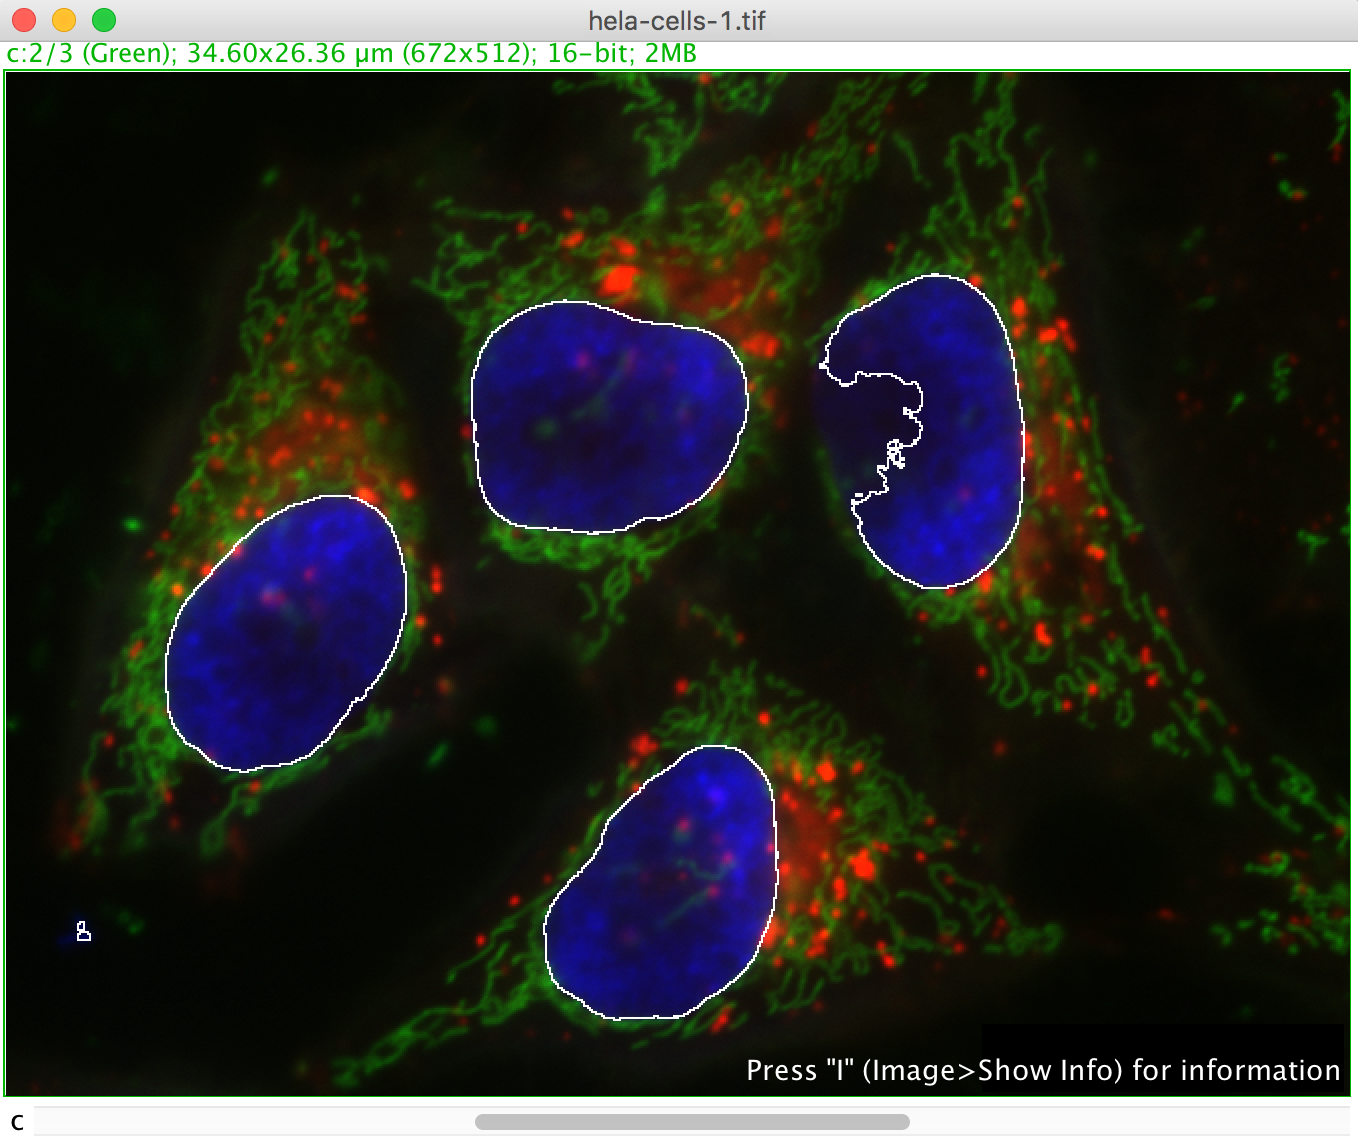 hela-cells-1.tif
c:2/3 (Green); 34.60x26.36 µm (672x512); 16-bit; 2MB
Press "I" (Image>Show Info) for information
c